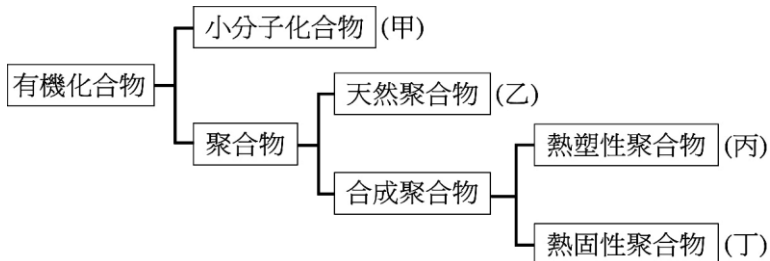 小分子化合物(甲)
有機化合物
天然聚合物(乙)
聚合物
熱塑性聚合物(丙)
合成聚合物
熱固性聚合物(丁)